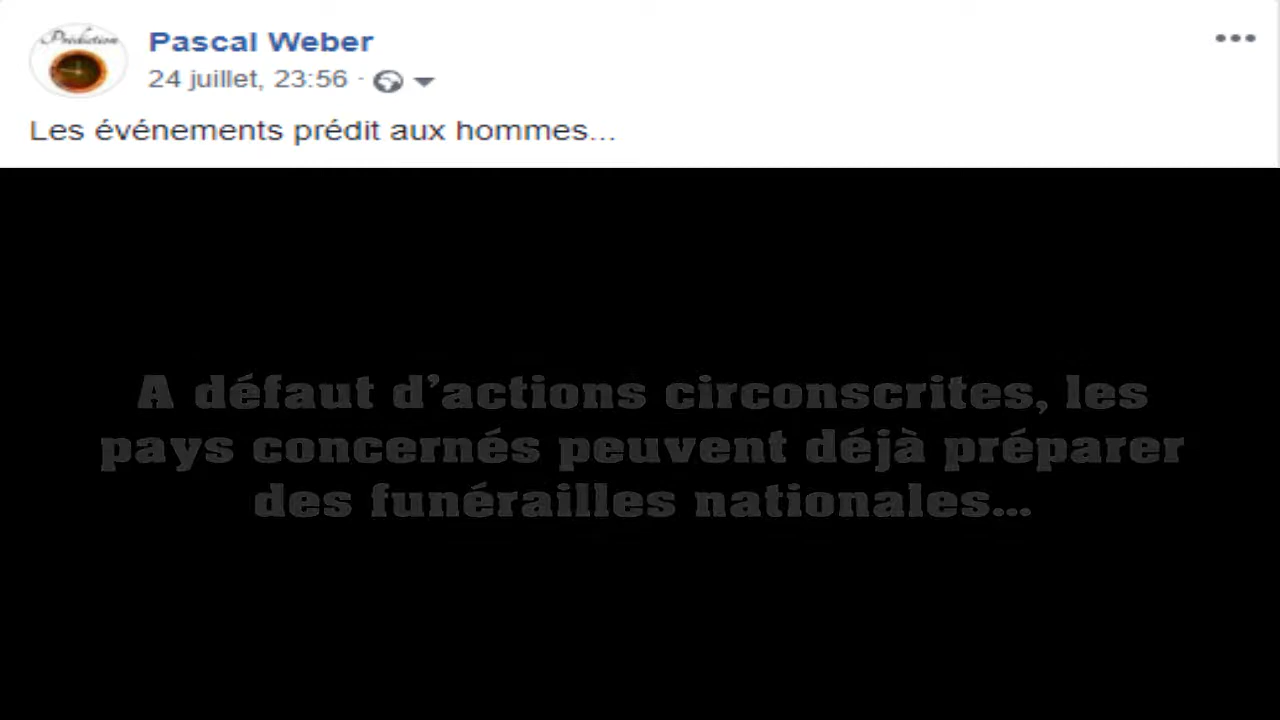 Prédiction
Pascal Weber
24 juillet, 23:56 ·
Les événements prédit aux hommes...
A défaut d'actions circonscrites, les
pays concernés peuvent déjà préparer
des funérailles nationales...